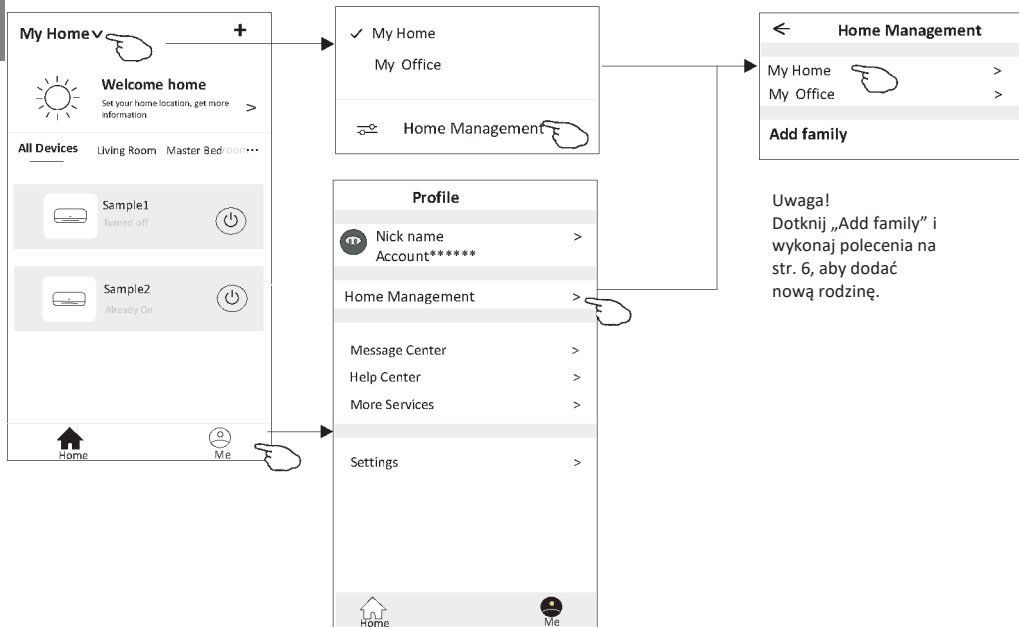 My Home
+
Welcome home
Set your home location, get more
information
>
All Devices Living Room Master Bedroom ...
Sample1
Turned off
Sample2
Already On
Home
Me
✓ My Home
My Office
Home Management
Profile
Nick name >
Account******
Home Management >
Message Center >
Help Center >
More Services >
Settings >
Home
Me
← Home Management
My Home >
My Office >
Add family
Uwaga!
Dotknij „Add family” i
wykonaj polecenia na
str. 6, aby dodać
nową rodzinę.